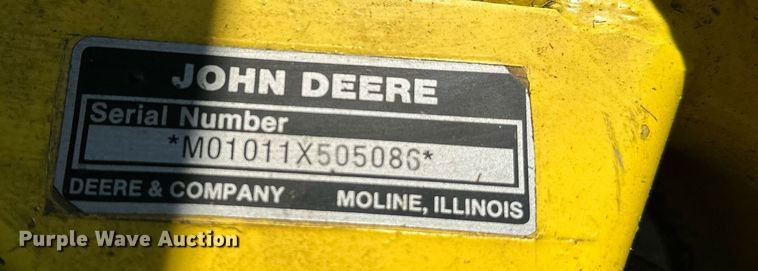 JOHN DEERE
Serial Number
*M01011X505086*
DEERE & COMPANY MOLINE, ILLINOIS
Purple Wave Auction